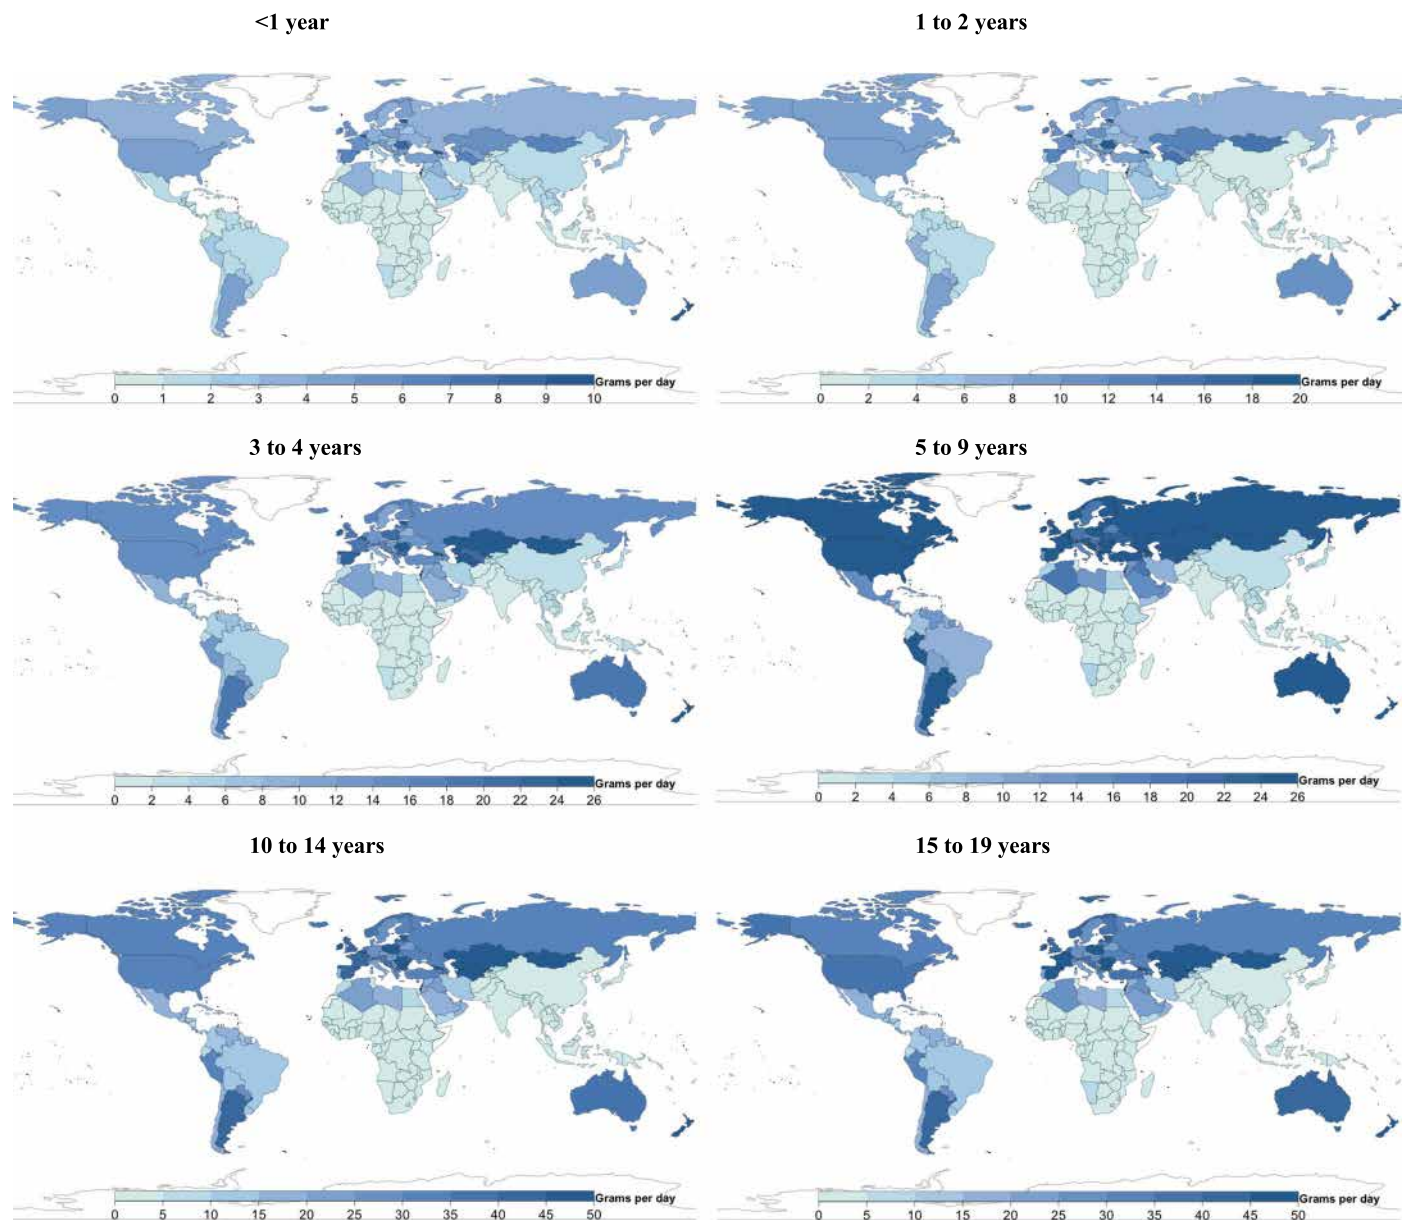 <1 year
1 to 2 years
Grams per day
0 1 2 3 4 5 6 7 8 9 10
Grams per day
0 2 4 6 8 10 12 14 16 18 20
3 to 4 years
5 to 9 years
Grams per day
0 2 4 6 8 10 12 14 16 18 20 22 24 26
Grams per day
0 2 4 6 8 10 12 14 16 18 20 22 24 26
10 to 14 years
15 to 19 years
Grams per day
0 5 10 15 20 25 30 35 40 45 50
Grams per day
0 5 10 15 20 25 30 35 40 45 50